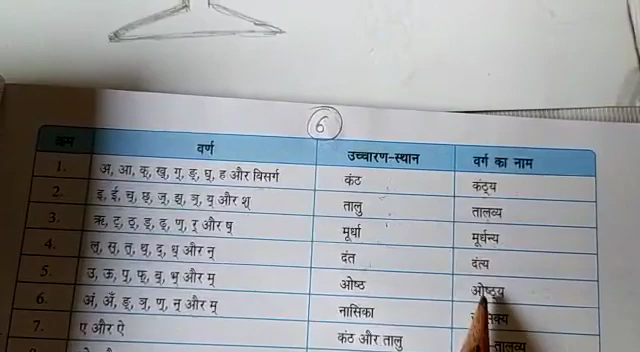 6
क्रम वर्ण उच्चारण-स्थान वर्ग का नाम
1. अ, आ, क्, ख्, ग्, ङ्, घ्, ह और विसर्ग कंठ कंठ्य
2. इ, ई, च्, छ्, ज्, झ्, ञ्, य् और श् तालु तालव्य
3. ऋ, ट्, ठ्, ड्, ढ्, ण्, र् और ष् मूर्धा मूर्धन्य
4. लृ, स्, त्, थ्, द्, ध् और न् दंत दंत्य
5. उ, ऊ, प्, फ्, ब्, भ् और म् ओष्ठ ओष्ठ्य
6. अं, अँ, ङ्, ञ्, ण्, न् और म् नासिका
7. ए और ऐ कंठ और तालु